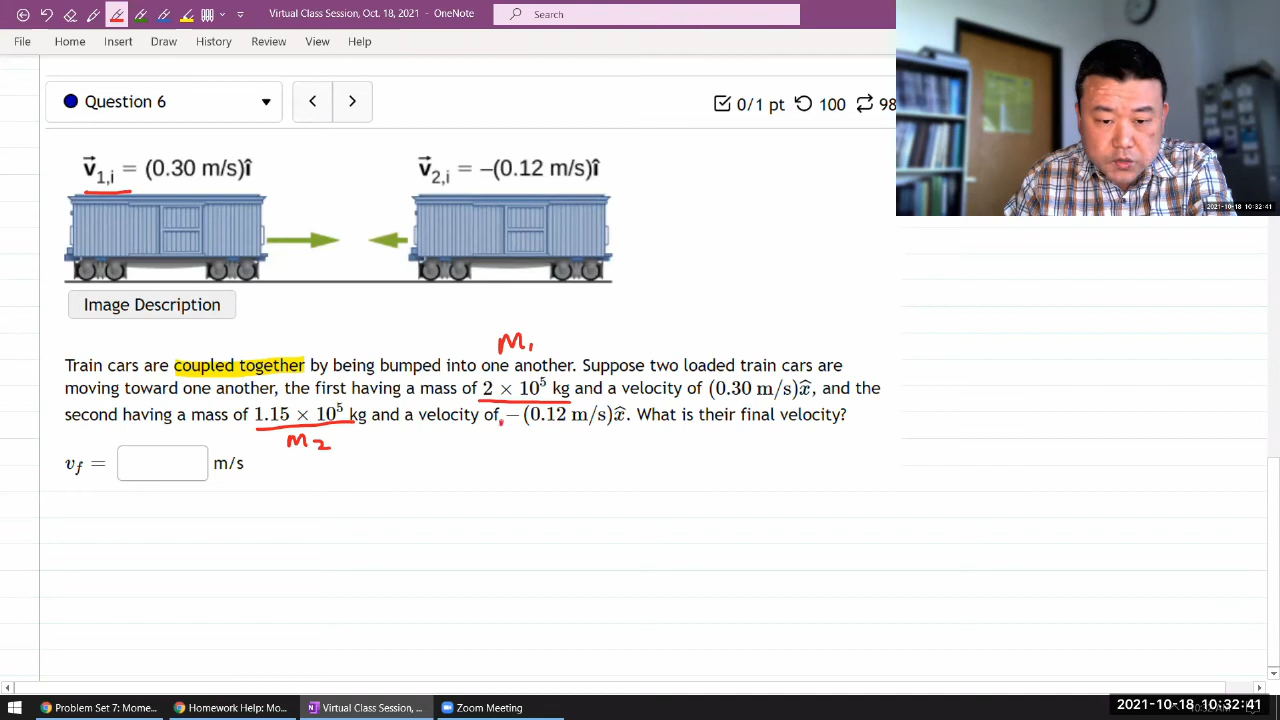 Virtual Class Session, Oct. 18, 2021 - OneNote
Search
File Home Insert Draw History Review View Help
Question 6
0/1 pt 100 98
v⃗1,i = (0.30 m/s)î
v⃗2,i = –(0.12 m/s)î
Image Description
M1
Train cars are coupled together by being bumped into one another. Suppose two loaded train cars are
moving toward one another, the first having a mass of 2 × 10⁵ kg and a velocity of (0.30 m/s)x̂, and the
second having a mass of 1.15 × 10⁵ kg and a velocity of −(0.12 m/s)x̂. What is their final velocity?
M2
vf = m/s
2021-10-18 10:32:41
Problem Set 7: Mome...
Homework Help: Mo...
Virtual Class Session, ...
Zoom Meeting
2021-10-18 10:32:41